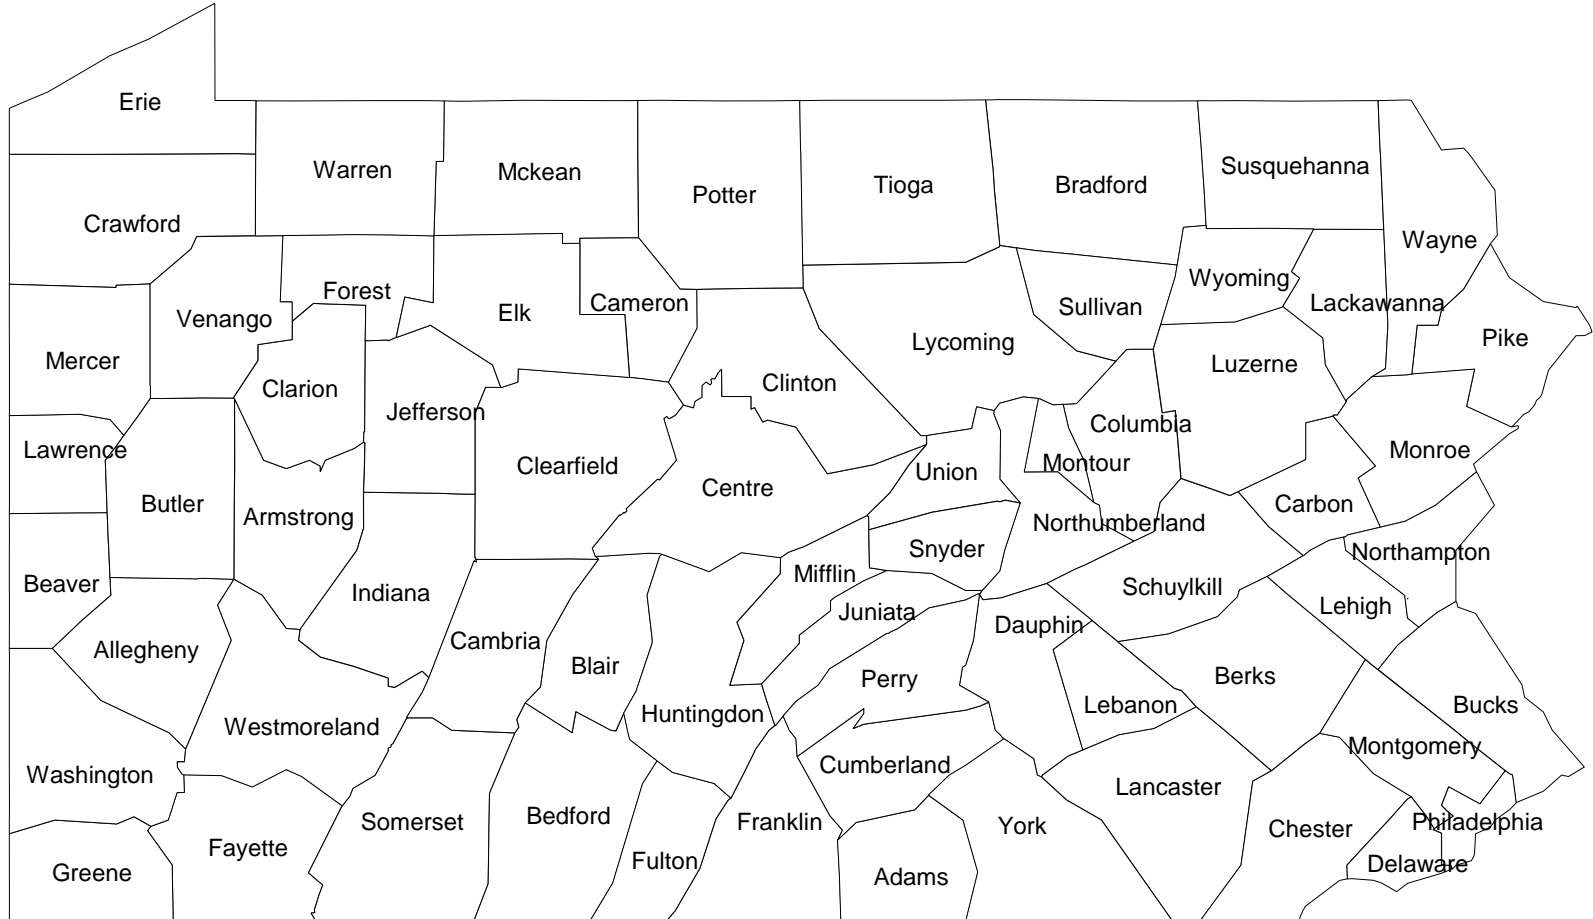 Erie
Warren
Mckean
Potter
Tioga
Bradford
Susquehanna
Crawford
Wayne
Venango
Forest
Elk
Cameron
Sullivan
Wyoming
Lackawanna
Mercer
Clarion
Jefferson
Clinton
Lycoming
Luzerne
Pike
Lawrence
Butler
Armstrong
Clearfield
Centre
Union
Montour
Columbia
Carbon
Monroe
Beaver
Indiana
Mifflin
Snyder
Northumberland
Schuylkill
Northampton
Lehigh
Allegheny
Cambria
Blair
Juniata
Dauphin
Westmoreland
Huntingdon
Perry
Lebanon
Berks
Bucks
Washington
Cumberland
Lancaster
Montgomery
Greene
Fayette
Somerset
Bedford
Fulton
Franklin
Adams
York
Chester
Philadelphia
Delaware